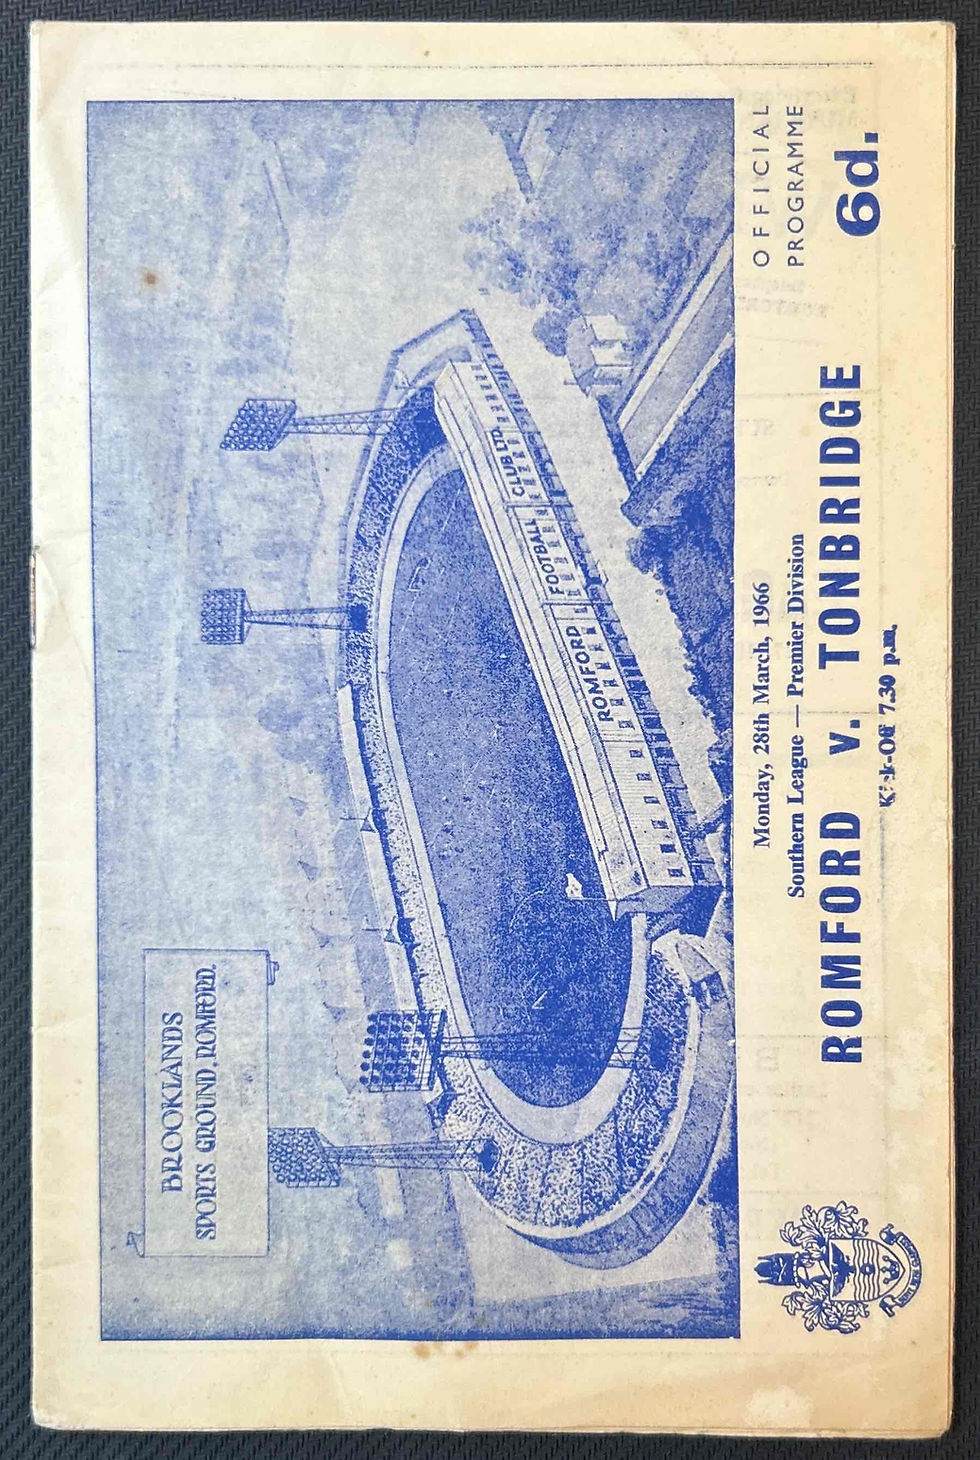 BROOKLANDS
SPORTS GROUND, ROMFORD.
ROMFORD FOOTBALL CLUB LTD
OFFICIAL
PROGRAMME
6d.
Monday, 28th March, 1966
Southern League — Premier Division
ROMFORD v. TONBRIDGE
Kick-Off 7.30 p.m.